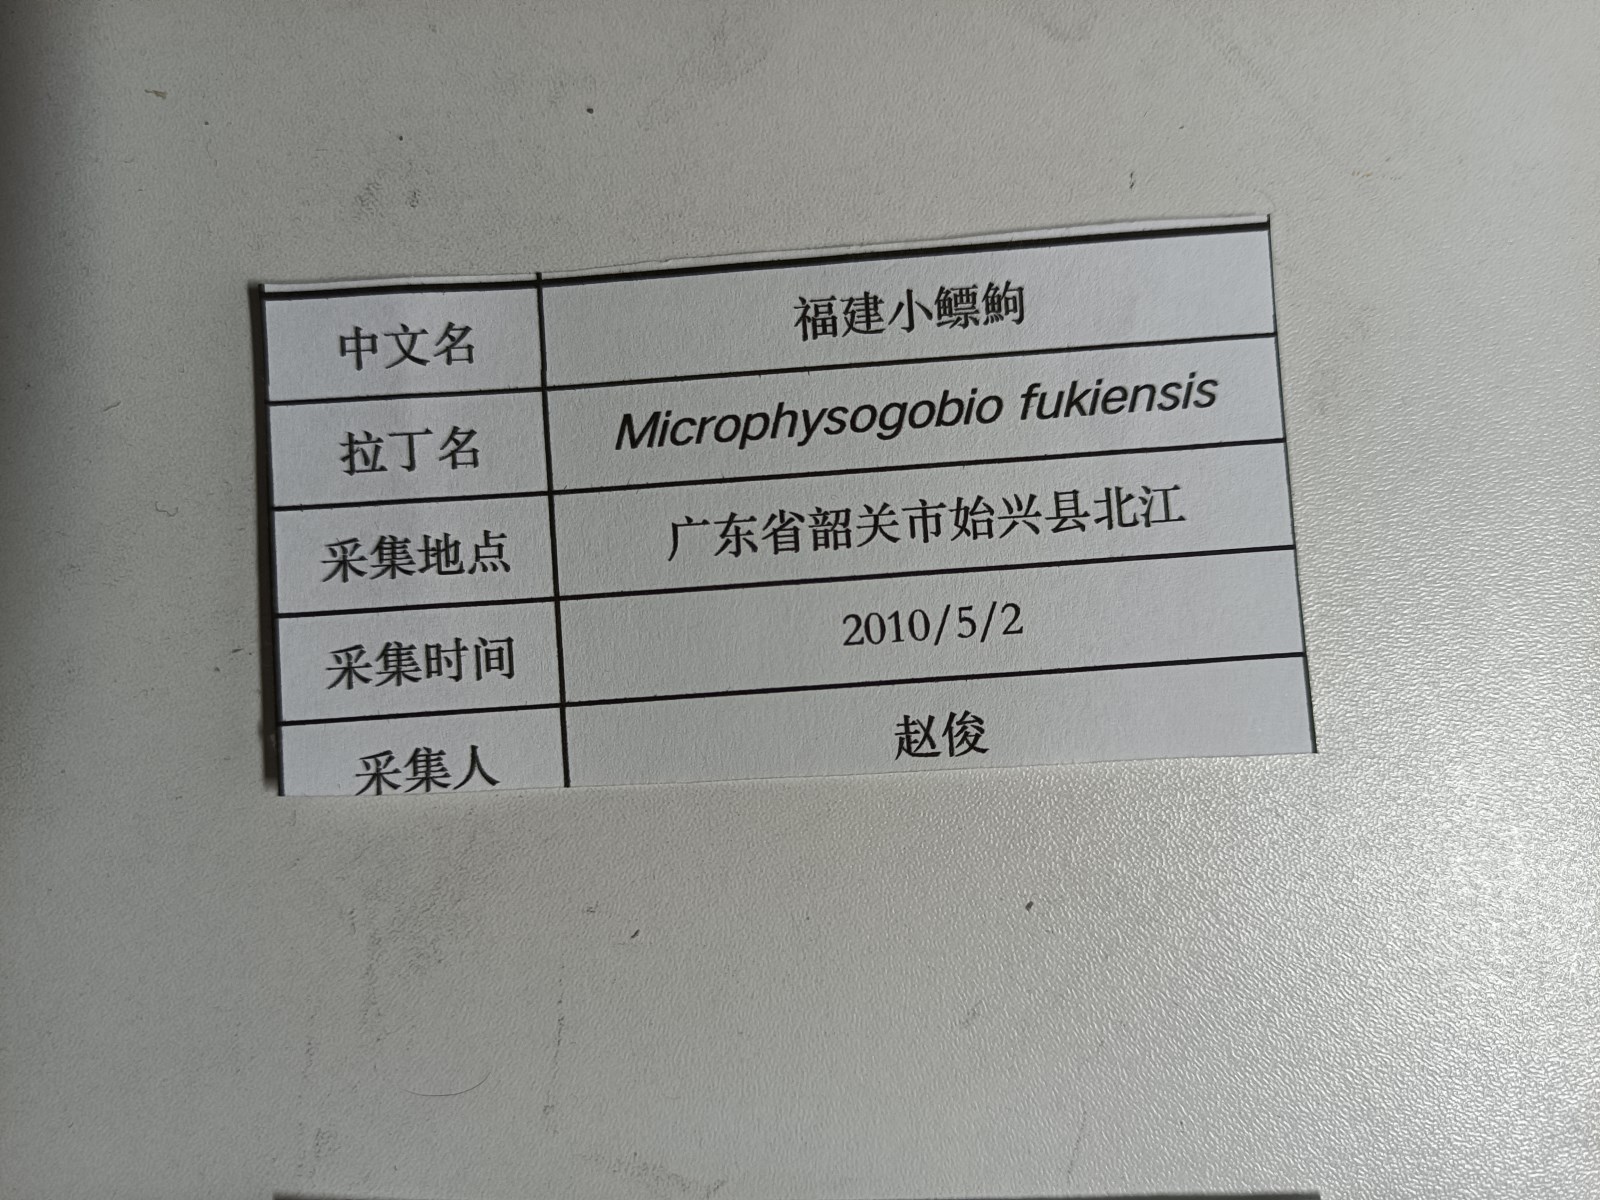 中文名 福建小鳔鮈
拉丁名 Microphysogobio fukiensis
采集地点 广东省韶关市始兴县北江
采集时间 2010/5/2
采集人 赵俊